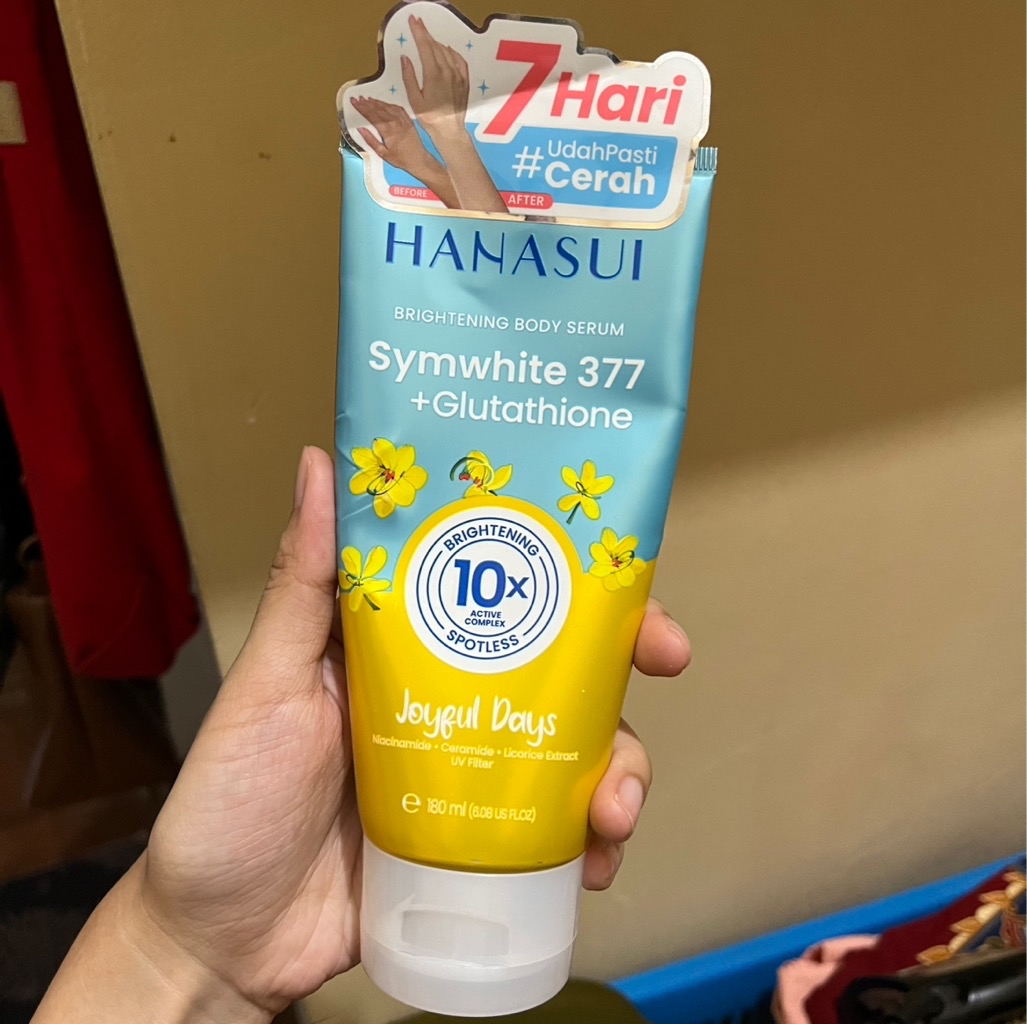 7 Hari
#UdahPasti
Cerah
BEFORE
AFTER
HANASUI
BRIGHTENING BODY SERUM
Symwhite 377
+Glutathione
BRIGHTENING
10x
ACTIVE
COMPLEX
SPOTLESS
Joyful Days
Niacinamide • Ceramide • Licorice Extract
UV Filter
e 180 ml (6.08 US FL.OZ)